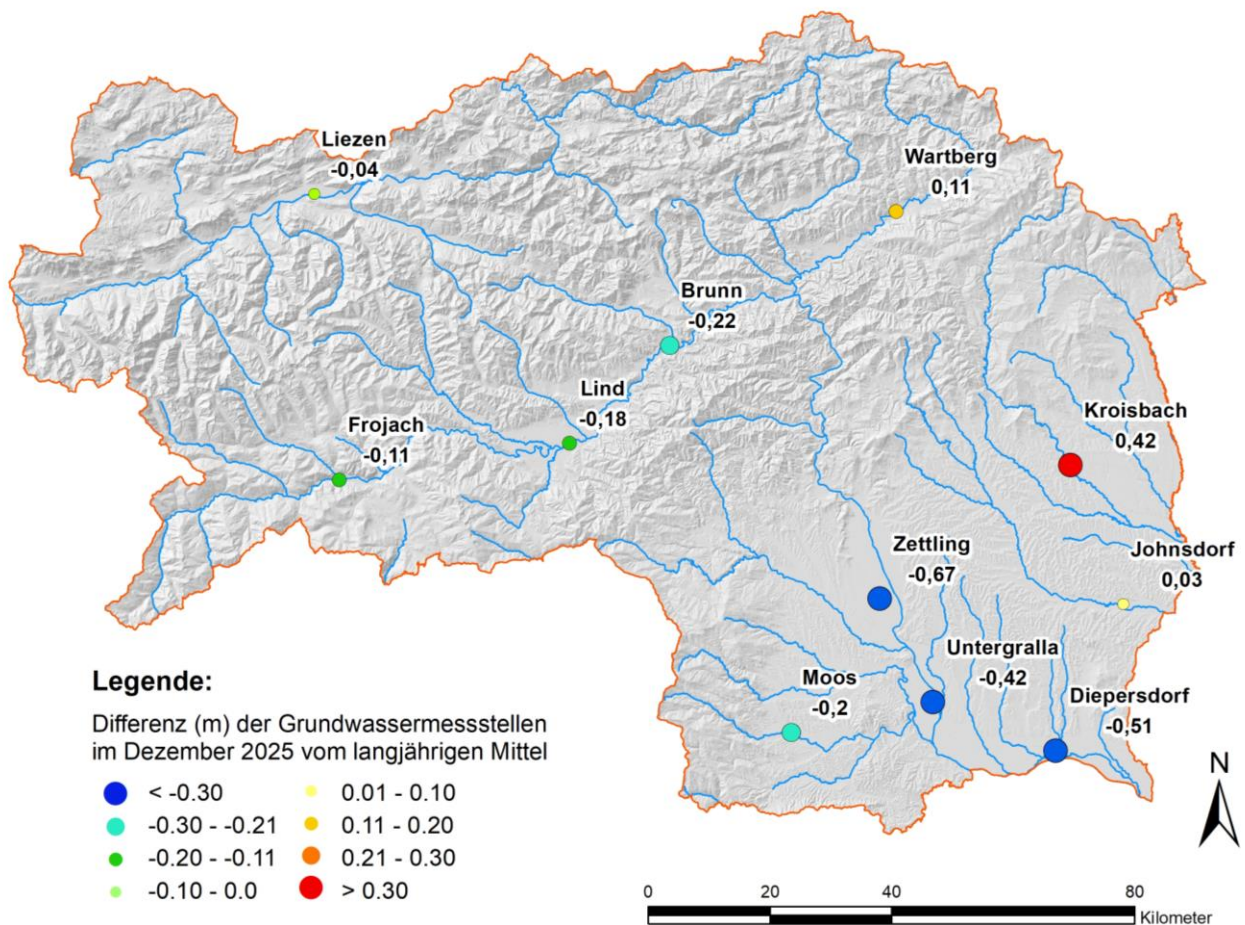 Liezen
-0,04
Wartberg
0,11
Brunn
-0,22
Lind
-0,18
Frojach
-0,11
Kroisbach
0,42
Johnsdorf
0,03
Zettling
-0,67
Untergralla
-0,42
Moos
-0,2
Diepersdorf
-0,51
Legende:
Differenz (m) der Grundwassermessstellen
im Dezember 2025 vom langjährigen Mittel
< -0.30
-0.30 - -0.21
-0.20 - -0.11
-0.10 - 0.0
0.01 - 0.10
0.11 - 0.20
0.21 - 0.30
> 0.30
N
0 20 40 80
Kilometer